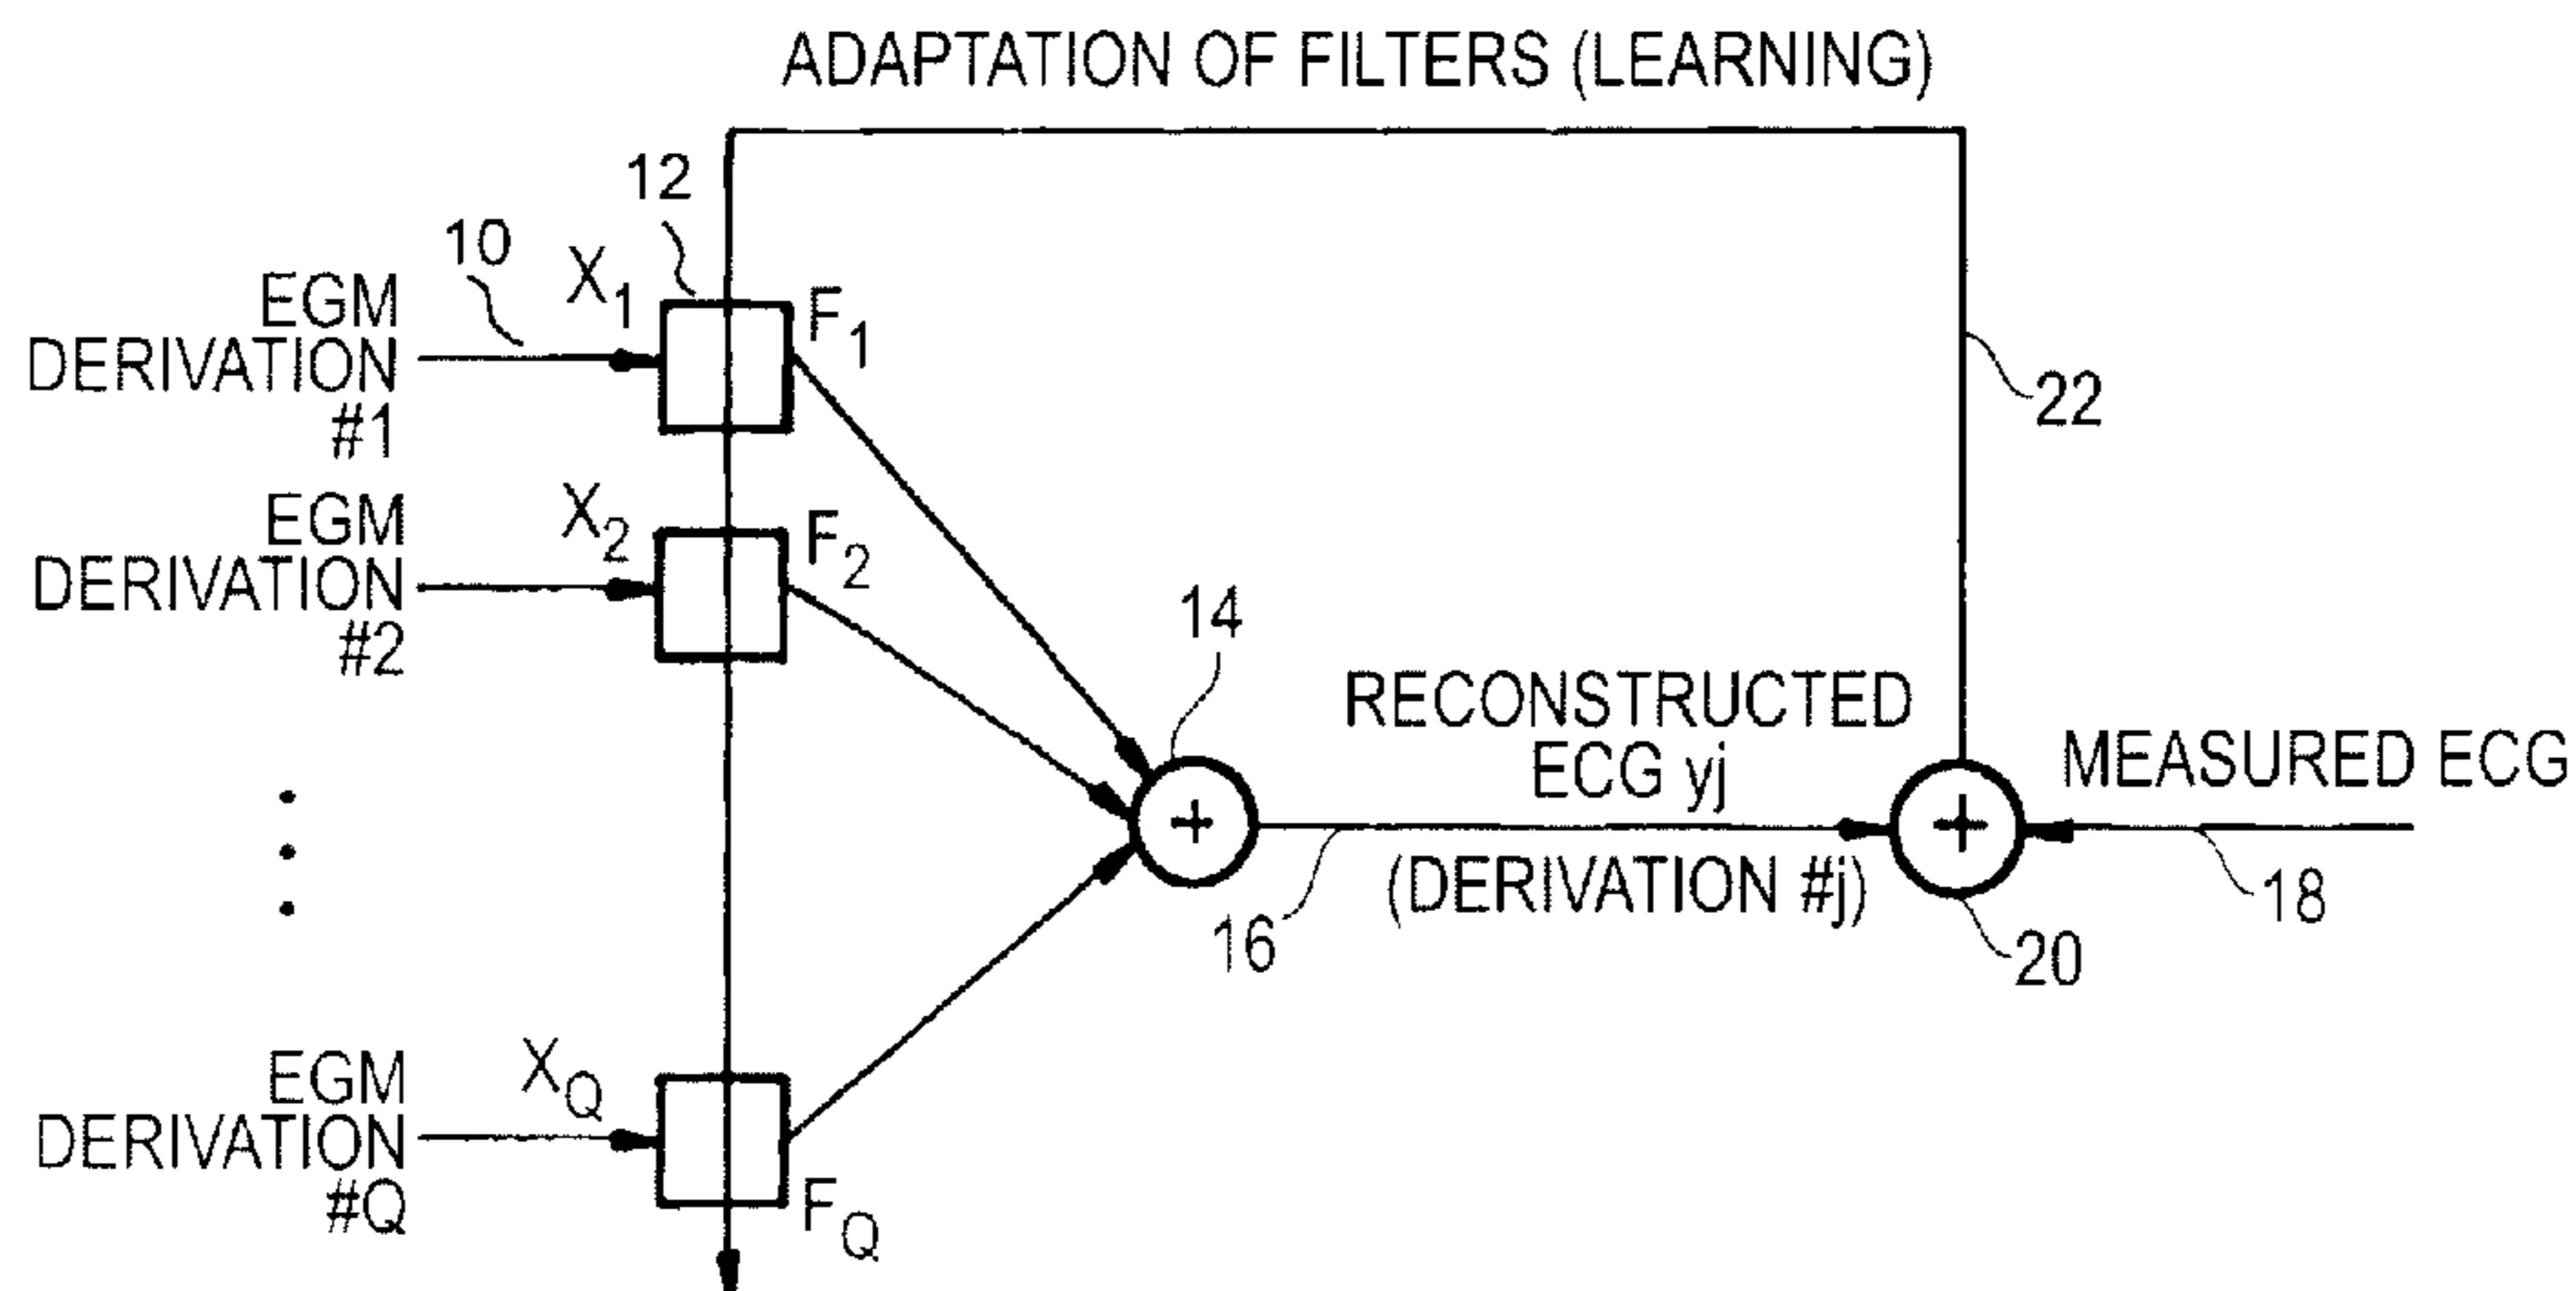 ADAPTATION OF FILTERS (LEARNING)
12
10
X1
F1
EGM
DERIVATION
#1
22
X2
F2
EGM
DERIVATION
#2
14
RECONSTRUCTED
ECG yj
MEASURED ECG
+
+
(DERIVATION #j)
16
18
20
XQ
EGM
DERIVATION
#Q
FQ